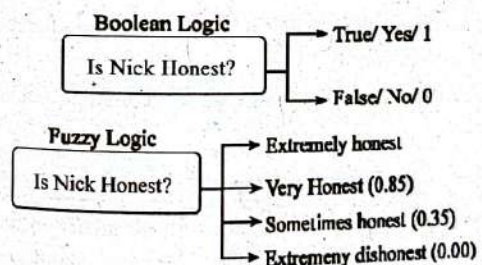 Boolean Logic
Is Nick Honest?
True/ Yes/ 1
False/ No/ 0
Fuzzy Logic
Is Nick Honest?
Extremely honest
Very Honest (0.85)
Sometimes honest (0.35)
Extremeny dishonest (0.00)